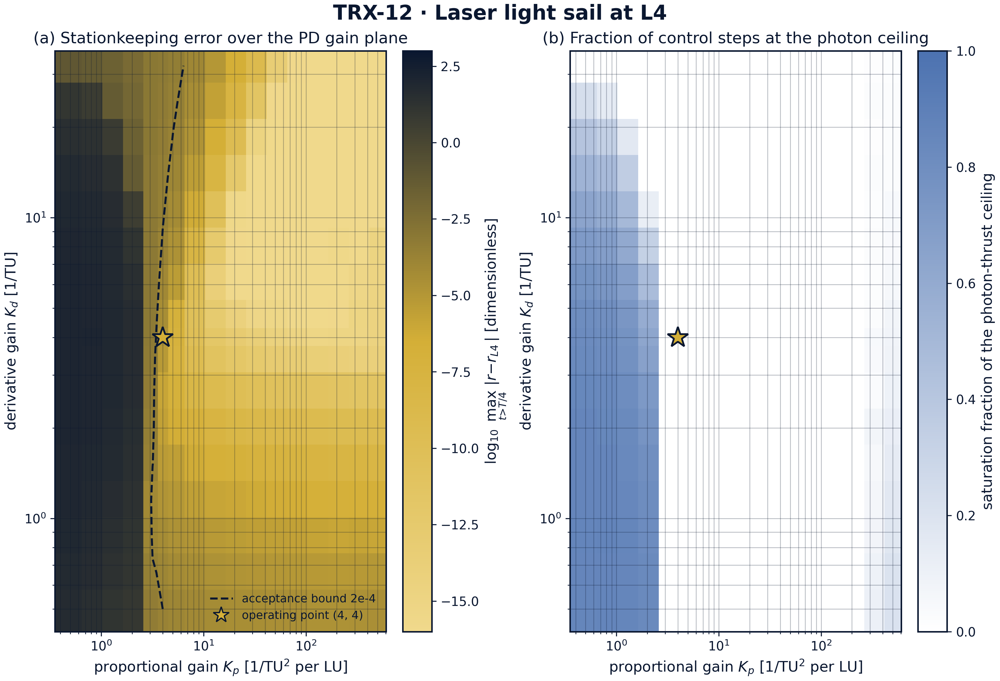 TRX-12 · Laser light sail at L4
(a) Stationkeeping error over the PD gain plane
derivative gain K_d [1/TU]
10¹
10⁰
10⁰
10¹
10²
proportional gain K_p [1/TU² per LU]
acceptance bound 2e-4
operating point (4, 4)
2.5
0.0
−2.5
−5.0
−7.5
−10.0
−12.5
−15.0
log₁₀ max |r−r_L4| [dimensionless]
t>T/4
(b) Fraction of control steps at the photon ceiling
derivative gain K_d [1/TU]
10¹
10⁰
10⁰
10¹
10²
proportional gain K_p [1/TU² per LU]
1.0
0.8
0.6
0.4
0.2
0.0
saturation fraction of the photon-thrust ceiling